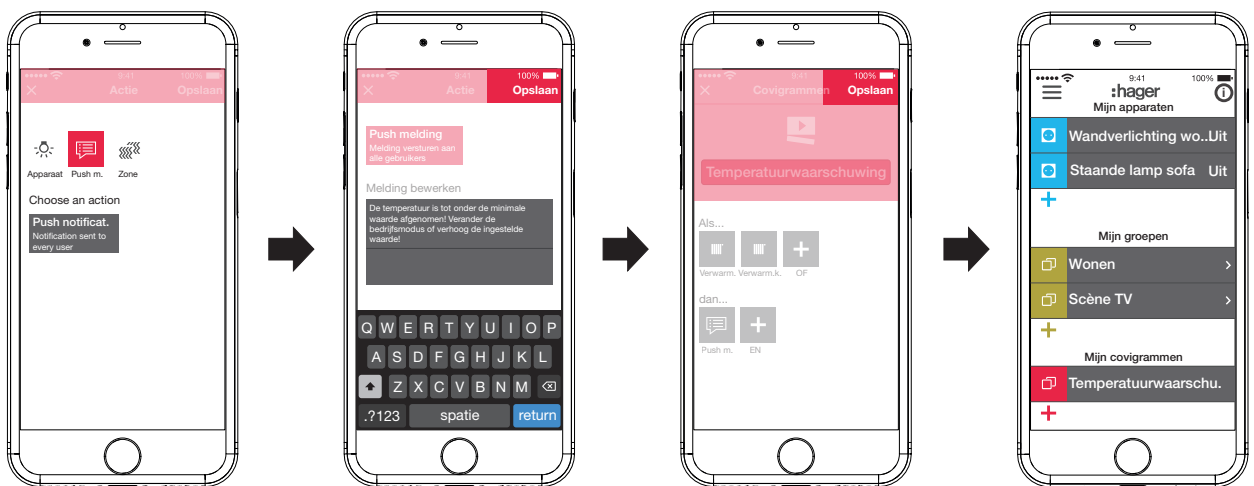 9:41 100%
Actie Opslaan
Apparaat Push m. Zone
Choose an action
Push notificat.
Notification sent to
every user
9:41 100%
Actie Opslaan
Push melding
Melding versturen aan
alle gebruikers
Melding bewerken
De temperatuur is tot onder de minimale
waarde afgenomen! Verander de
bedrijfsmodus of verhoog de ingestelde
waarde!
Q W E R T Y U I O P
A S D F G H J K L
Z X C V B N M
.?123 spatie return
9:41 100%
Covigrammen Opslaan
Temperatuurwaarschuwing
Als...
Verwarm. Verwarm.k. OF
dan...
Push m. EN
9:41 100%
:hager
Mijn apparaten
Wandverlichting wo..Uit
Staande lamp sofa Uit
+
Mijn groepen
Wonen >
Scène TV >
+
Mijn covigrammen
Temperatuurwaarschu.
+